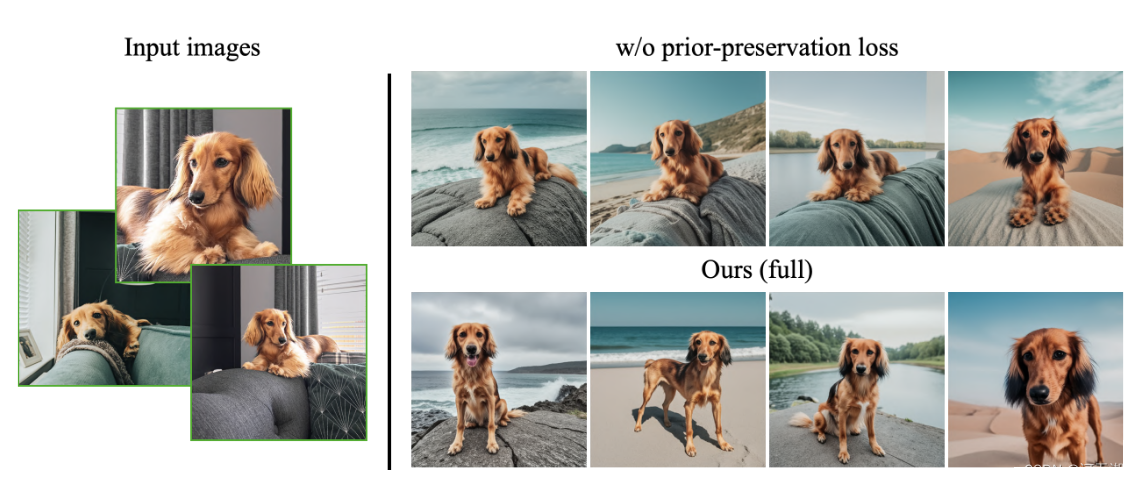 Input images
w/o prior-preservation loss
Ours (full)